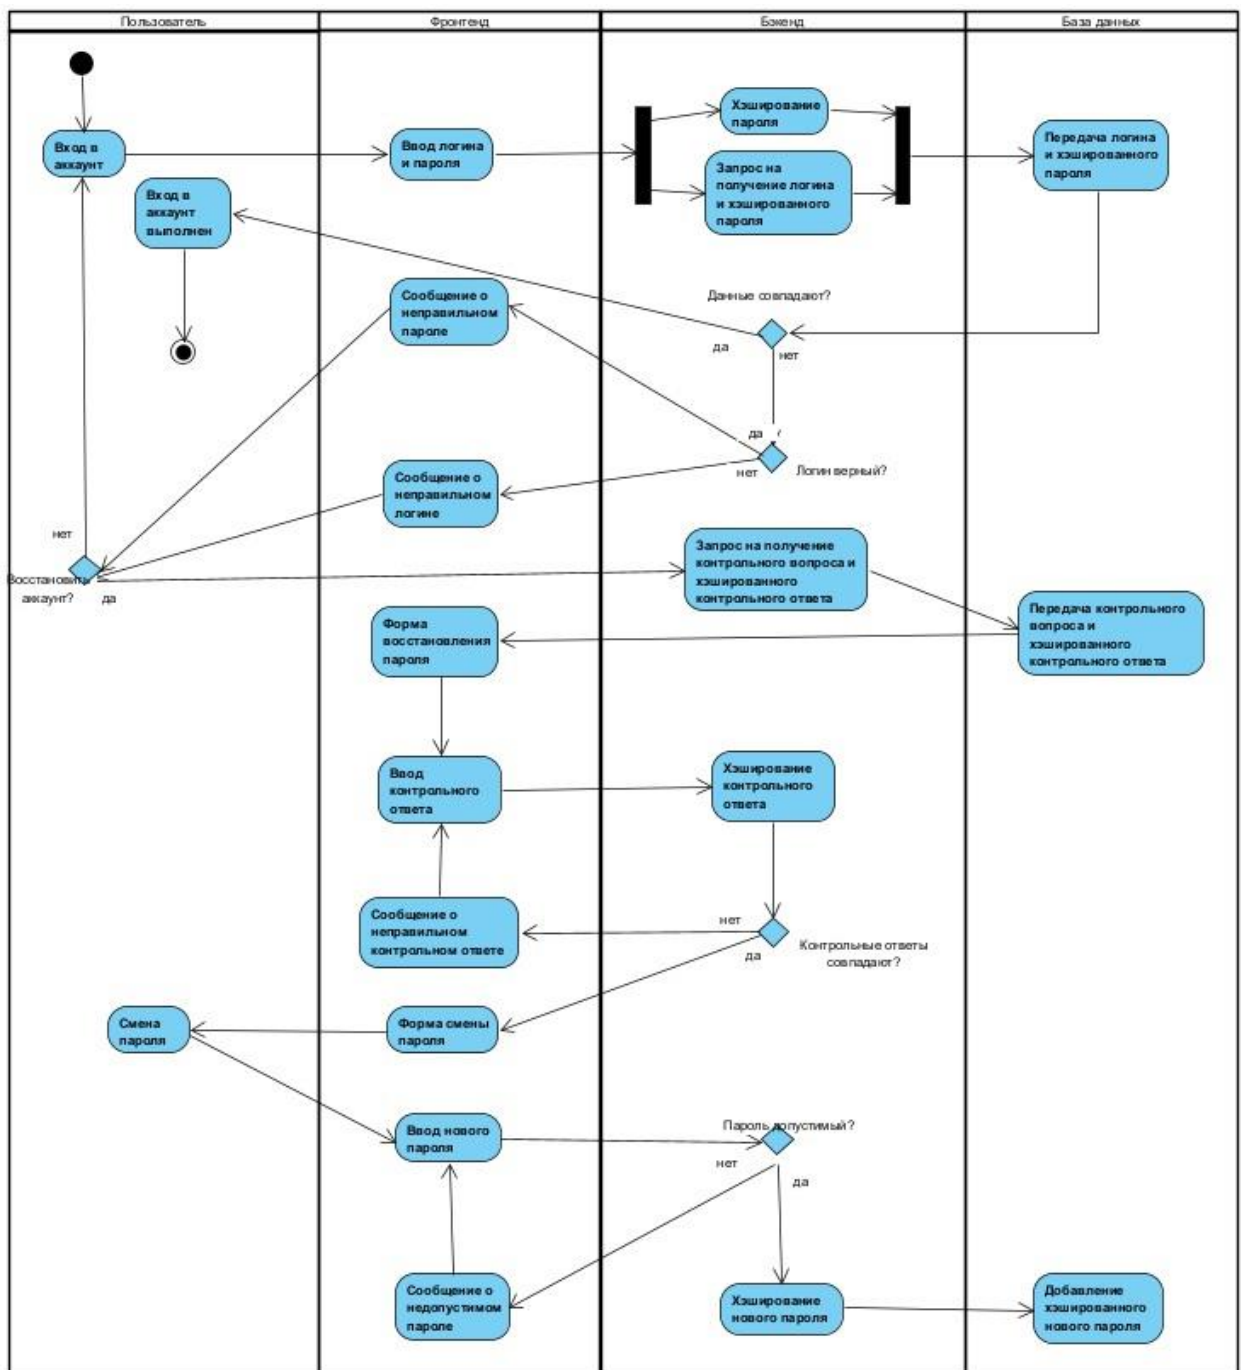 Пользователь
Фронтенд
Бэкенд
База данных
Вход в
аккаунт
Ввод логина
и пароля
Хэширование
пароля
Запрос на
получение логина
и хэшированного
пароля
Передача логина
и хэшированного
пароля
Вход в
аккаунт
выполнен
Сообщение о
неправильном
пароле
Данные совпадают?
да
нет
да
нет
Логин верный?
Сообщение о
неправильном
логине
нет
Восстановить
аккаунт?
да
Запрос на получение
контрольного вопроса и
хэшированного
контрольного ответа
Передача контрольного
вопроса и
хэшированного
контрольного ответа
Форма
восстановления
пароля
Ввод
контрольного
ответа
Хэширование
контрольного
ответа
Сообщение о
неправильном
контрольном ответе
нет
да
Контрольные ответы
совпадают?
Смена
пароля
Форма смены
пароля
Ввод нового
пароля
Пароль допустимый?
нет
да
Сообщение о
недопустимом
пароле
Хэширование
нового пароля
Добавление
хэшированного
нового пароля